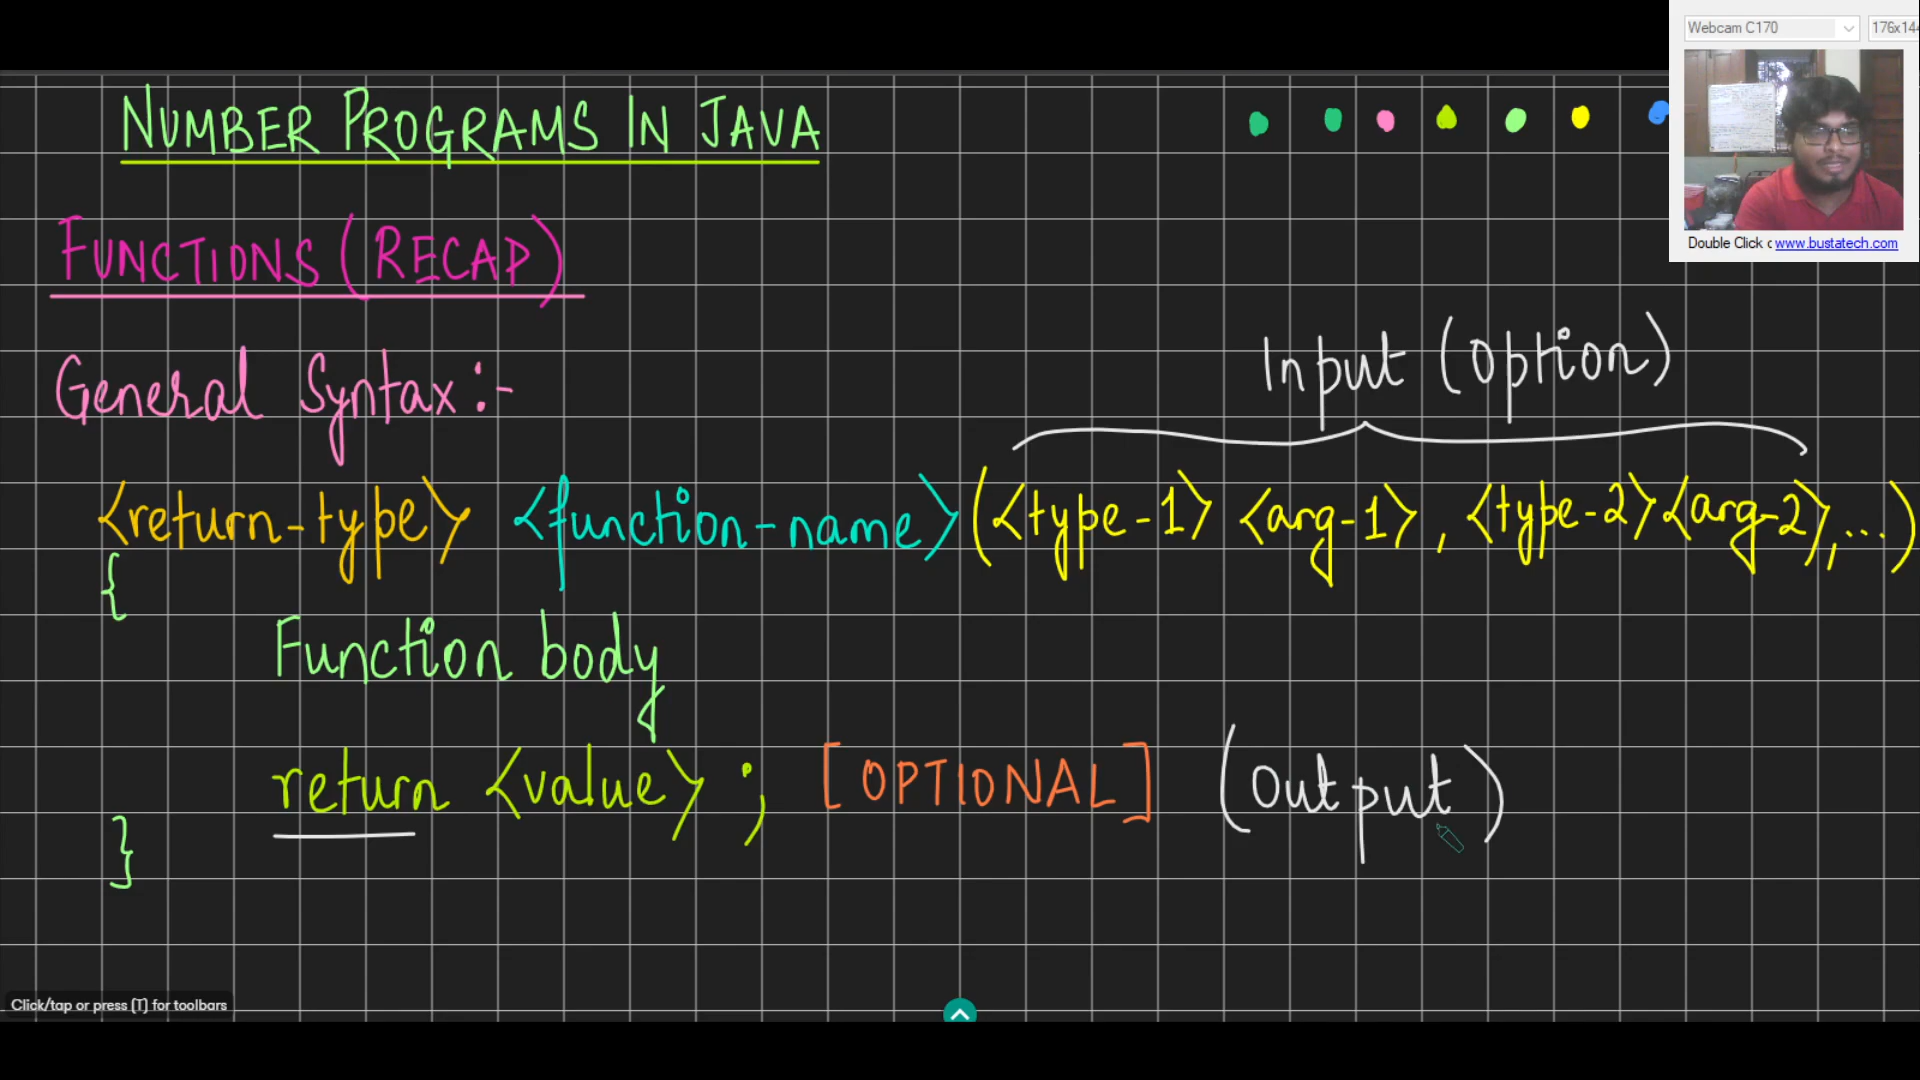 Webcam C170
176x144
NUMBER PROGRAMS IN JAVA
Double Click www.bustatech.com
FUNCTIONS (RECAP)
Input (option)
General Syntax:-
<return-type> <function-name> (<type-1> <arg-1>, <type-2> <arg-2>, ...)
{
Function body
return <value> ; [OPTIONAL] (output)
}
Click/tap or press (T) for toolbars